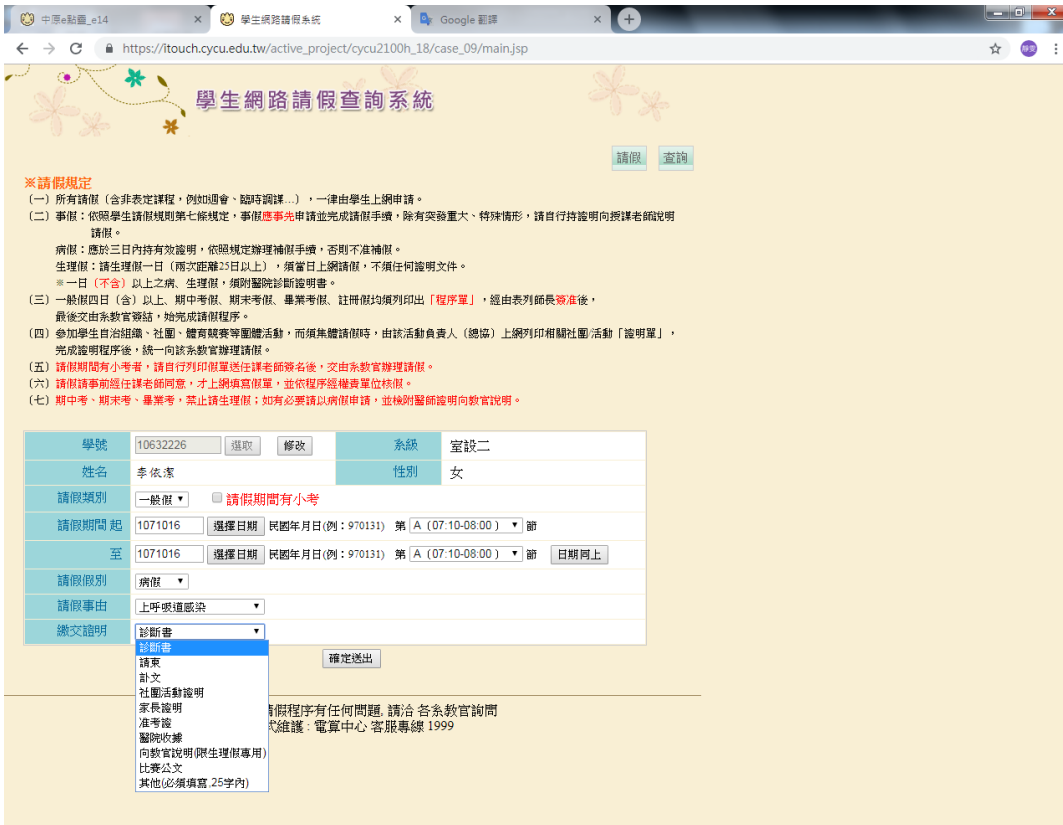 中原e點靈_e14
學生網路請假系統
Google 翻譯
https://itouch.cycu.edu.tw/active_project/cycu2100h_18/case_09/main.jsp
靜雯
學生網路請假查詢系統
請假 查詢
※請假規定
(一) 所有請假（含非表定課程，例如週會、臨時調課…），一律由學生上網申請。
(二) 事假：依照學生請假規則第七條規定，事假應事先申請並完成請假手續，除有突發重大、特殊情形，請自行持證明向授課老師說明
請假。
病假：應於三日內持有效證明，依照規定辦理補假手續，否則不准補假。
生理假：請生理假一日（兩次距離25日以上），須當日上網請假，不須任何證明文件。
※一日（不含）以上之病、生理假，須附醫院診斷證明書。
(三) 一般假四日（含）以上、期中考假、期末考假、畢業考假、註冊假均須列印出「程序單」，經由表列師長簽准後，
最後交由系教官簽結，始完成請假程序。
(四) 參加學生自治組織、社團、體育競賽等團體活動，而須集體請假時，由該活動負責人（總協）上網列印相關社團/活動「證明單」，
完成證明程序後，統一向該系教官辦理請假。
(五) 請假期間有小考者，請自行列印假單送任課老師簽名後，交由系教官辦理請假。
(六) 請假請事前經任課老師同意，才上網填寫假單，並依程序經權責單位核假。
(七) 期中考、期末考、畢業考，禁止請生理假；如有必要請以病假申請，並檢附醫師證明向教官說明。
學號 10632226 選取 修改 系級 室設二
姓名 李依潔 性別 女
請假類別 一般假 請假期間有小考
請假期間 起 1071016 選擇日期 民國年月日(例：970131) 第 A (07:10-08:00) 節
至 1071016 選擇日期 民國年月日(例：970131) 第 A (07:10-08:00) 節 日期同上
請假假別 病假
請假事由 上呼吸道感染
繳交證明 診斷書
診斷書
請柬
訃文
社團活動證明
家長證明
准考證
醫院收據
向教官說明(限生理假專用)
比賽公文
其他(必須填寫,25字內)
確定送出
請假程序有任何問題, 請洽 各系教官詢問
式維護 : 電算中心 客服專線 1999